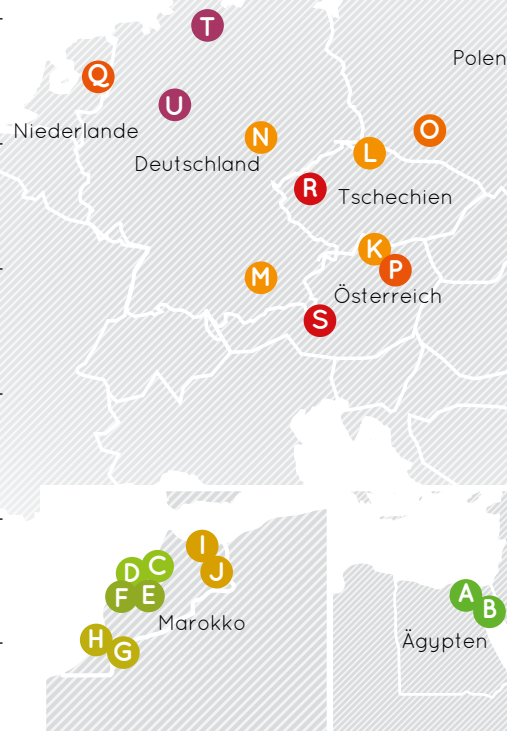 T
Polen
Q
U
O
Niederlande
N
L
Deutschland
R
Tschechien
K
P
M
Österreich
S
I
C
J
D
F
E
A
B
Marokko
H
G
Ägypten